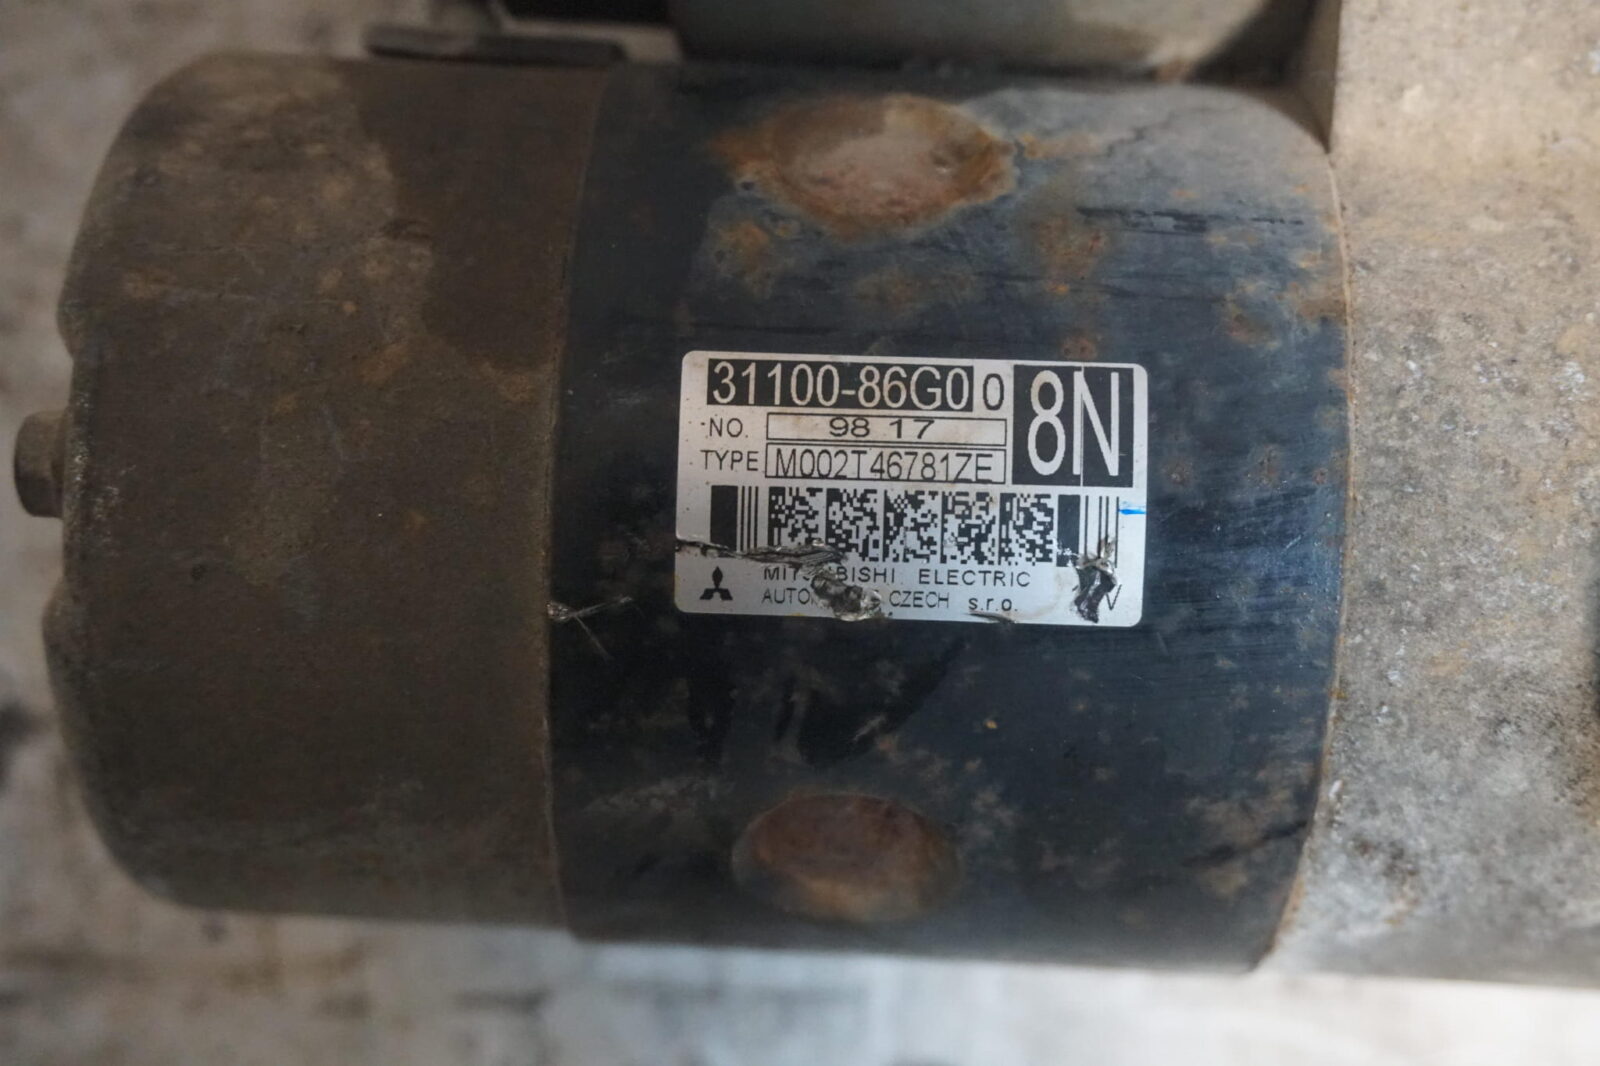 31100-86G00 8N
NO. 98 17
TYPE M002T46781ZE
ELECTRIC
CZECH s.r.o. V